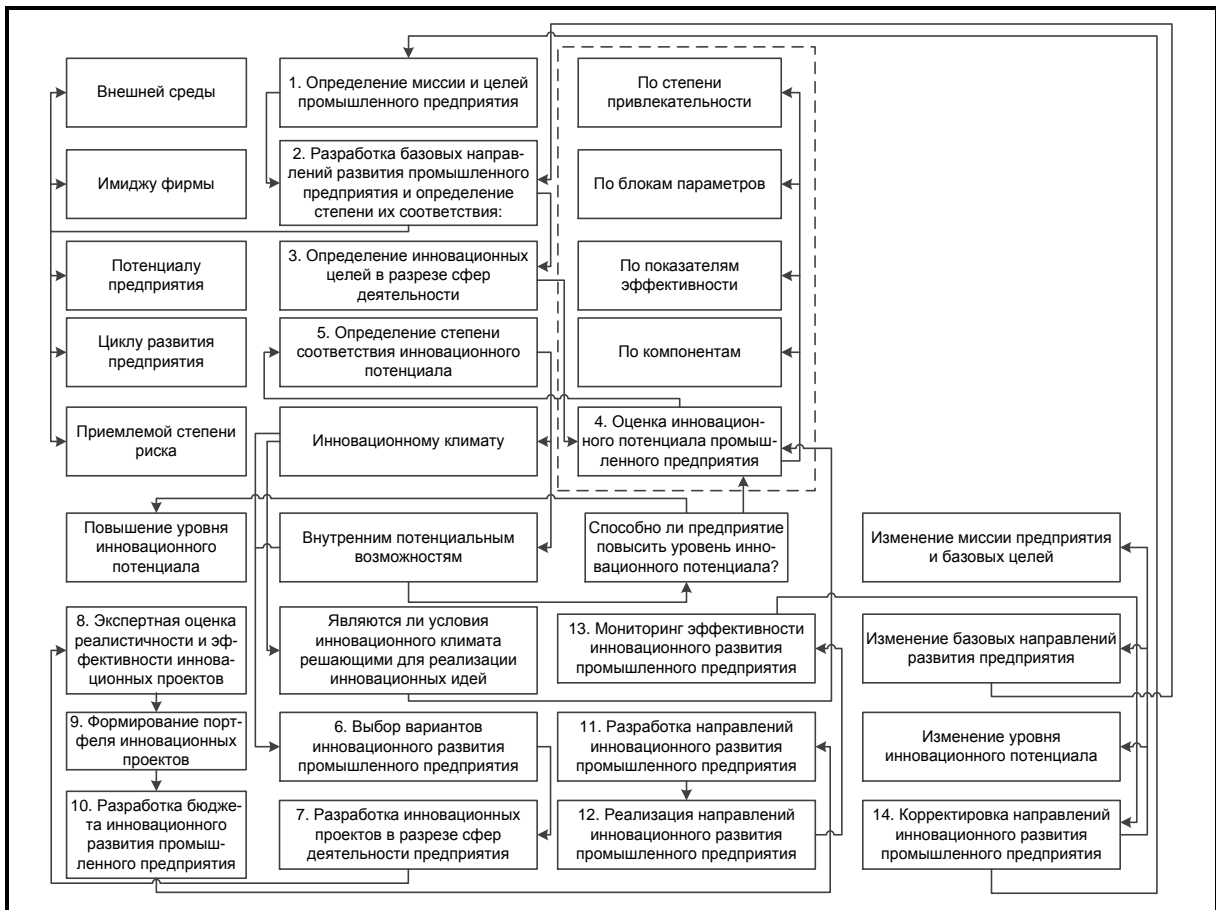 Внешней среды
1. Определение миссии и целей
промышленного предприятия
По степени
привлекательности
Имиджу фирмы
2. Разработка базовых направ-
лений развития промышленного
предприятия и определение
степени их соответствия:
По блокам параметров
Потенциалу
предприятия
3. Определение инновационных
целей в разрезе сфер
деятельности
По показателям
эффективности
Циклу развития
предприятия
5. Определение степени
соответствия инновационного
потенциала
По компонентам
Приемлемой степени
риска
Инновационному климату
4. Оценка инновацион-
ного потенциала промыш-
ленного предприятия
Повышение уровня
инновационного
потенциала
Внутренним потенциальным
возможностям
Способно ли предприятие
повысить уровень инно-
вационного потенциала?
Изменение миссии предприятия
и базовых целей
8. Экспертная оценка
реалистичности и эф-
фективности иннова-
ционных проектов
Являются ли условия
инновационного климата
решающими для реализации
инновационных идей
13. Мониторинг эффективности
инновационного развития
промышленного предприятия
Изменение базовых направлений
развития предприятия
9. Формирование порт-
феля инновационных
проектов
6. Выбор вариантов
инновационного развития
промышленного предприятия
11. Разработка направлений
инновационного развития
промышленного предприятия
Изменение уровня
инновационного потенциала
10. Разработка бюдже-
та инновационного
развития промыш-
ленного предприятия
7. Разработка инновационных
проектов в разрезе сфер
деятельности предприятия
12. Реализация направлений
инновационного развития
промышленного предприятия
14. Корректировка направлений
инновационного развития
промышленного предприятия